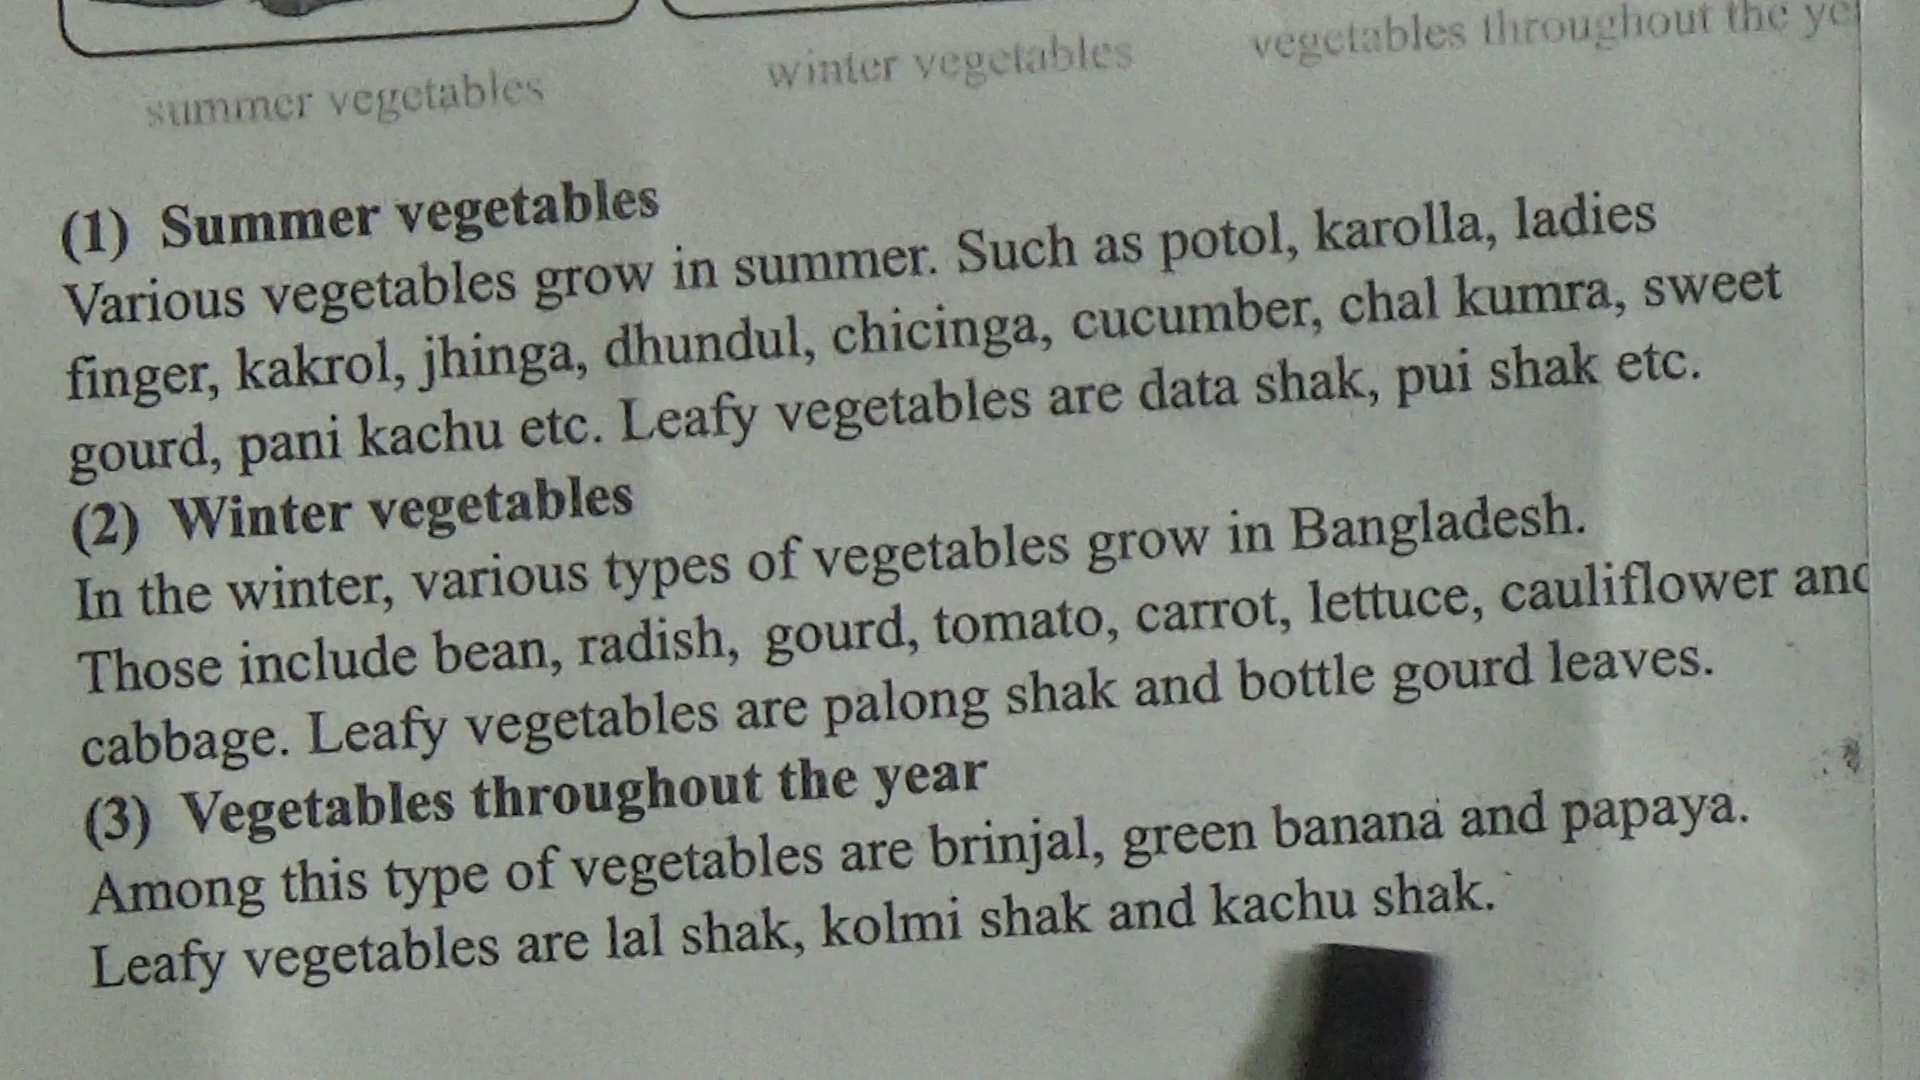 summer vegetables
winter vegetables
vegetables throughout the
(1) Summer vegetables
Various vegetables grow in summer. Such as potol, karolla, ladies
finger, kakrol, jhinga, dhundul, chicinga, cucumber, chal kumra, sweet
gourd, pani kachu etc. Leafy vegetables are data shak, pui shak etc.
(2) Winter vegetables
In the winter, various types of vegetables grow in Bangladesh.
Those include bean, radish, gourd, tomato, carrot, lettuce, cauliflower and
cabbage. Leafy vegetables are palong shak and bottle gourd leaves.
(3) Vegetables throughout the year
Among this type of vegetables are brinjal, green banana and papaya.
Leafy vegetables are lal shak, kolmi shak and kachu shak.